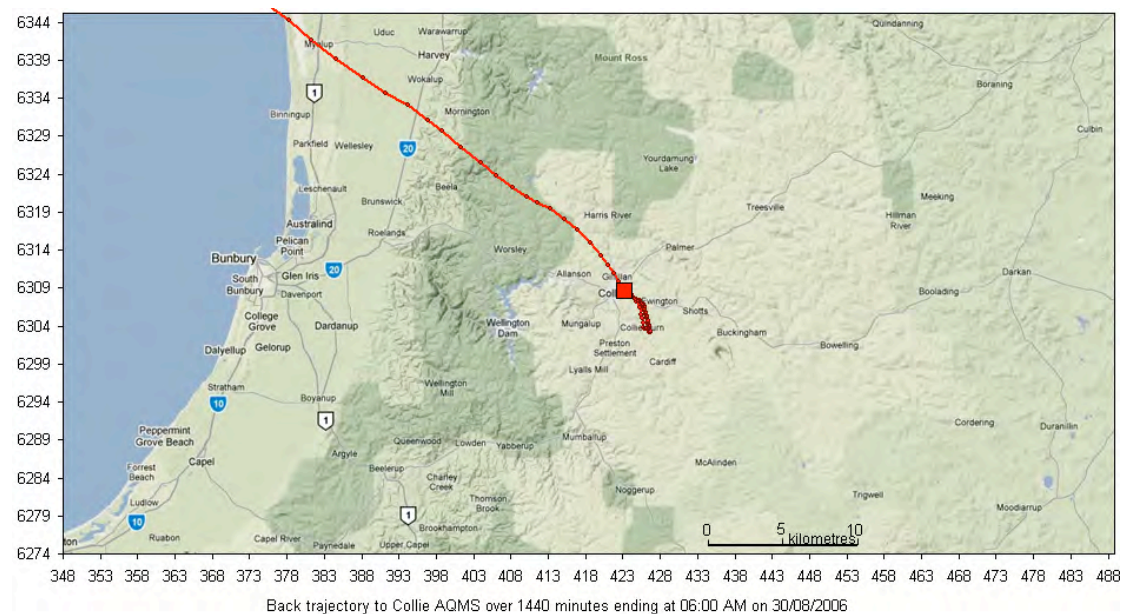 6344
6339
6334
6329
6324
6319
6314
6309
6304
6299
6294
6289
6284
6279
6274
Uduc
Warawarrup
Quindanning
Myalup
Harvey
Mount Ross
Wokalup
Boraning
1
Binningup
Mornington
Culbin
Parkfield
Wellesley
20
Yourdamung
Lake
Leschenault
Beela
Meeking
Brunswick
Treesville
Harris River
Hillman
River
Australind
Roelands
Pelican
Point
Worsley
Palmer
Bunbury
20
Glen Iris
Allanson
Darkan
South
Bunbury
Davenport
Swington
Boolading
Shotts
College
Grove
Dardanup
Wellington
Dam
Mungalup
Buckingham
Preston
Settlement
Bowelling
Dalyellup
Gelorup
Cardiff
Lyalls Mill
Stratham
Wellington
Mill
10
Boyanup
1
Cordering
Duranillin
Peppermint
Grove Beach
Queenwood
Lowden
Yabberup
Mumballup
Argyle
Capel
Forrest
Beach
Beelerup
McAlinden
Charley
Creek
Noggerup
Ludlow
Thomson
Brook
Trigwell
Moodiarrup
10
1
Brookhampton
Ruabon
Capel River
Paynedale
Upper Capel
0 5 10
kilometres
348 353 358 363 368 373 378 383 388 393 398 403 408 413 418 423 428 433 438 443 448 453 458 463 468 473 478 483 488
Back trajectory to Collie AQMS over 1440 minutes ending at 06:00 AM on 30/08/2006